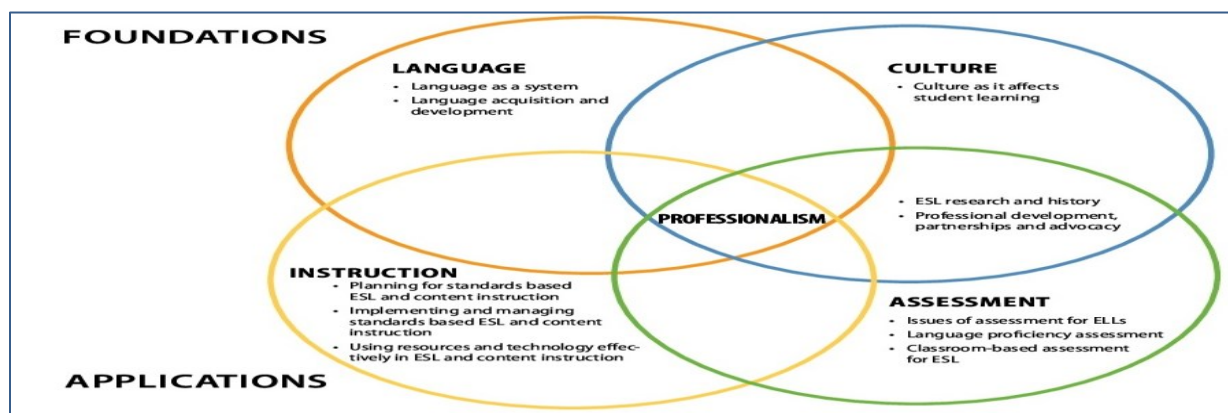 FOUNDATIONS
LANGUAGE
• Language as a system
• Language acquisition and
development
CULTURE
• Culture as it affects
student learning
PROFESSIONALISM
• ESL research and history
• Professional development,
partnerships and advocacy
INSTRUCTION
• Planning for standards based
ESL and content instruction
• Implementing and managing
standards based ESL and content
instruction
• Using resources and technology effec-
tively in ESL and content instruction
ASSESSMENT
• Issues of assessment for ELLs
• Language proficiency assessment
• Classroom-based assessment
for ESL
APPLICATIONS